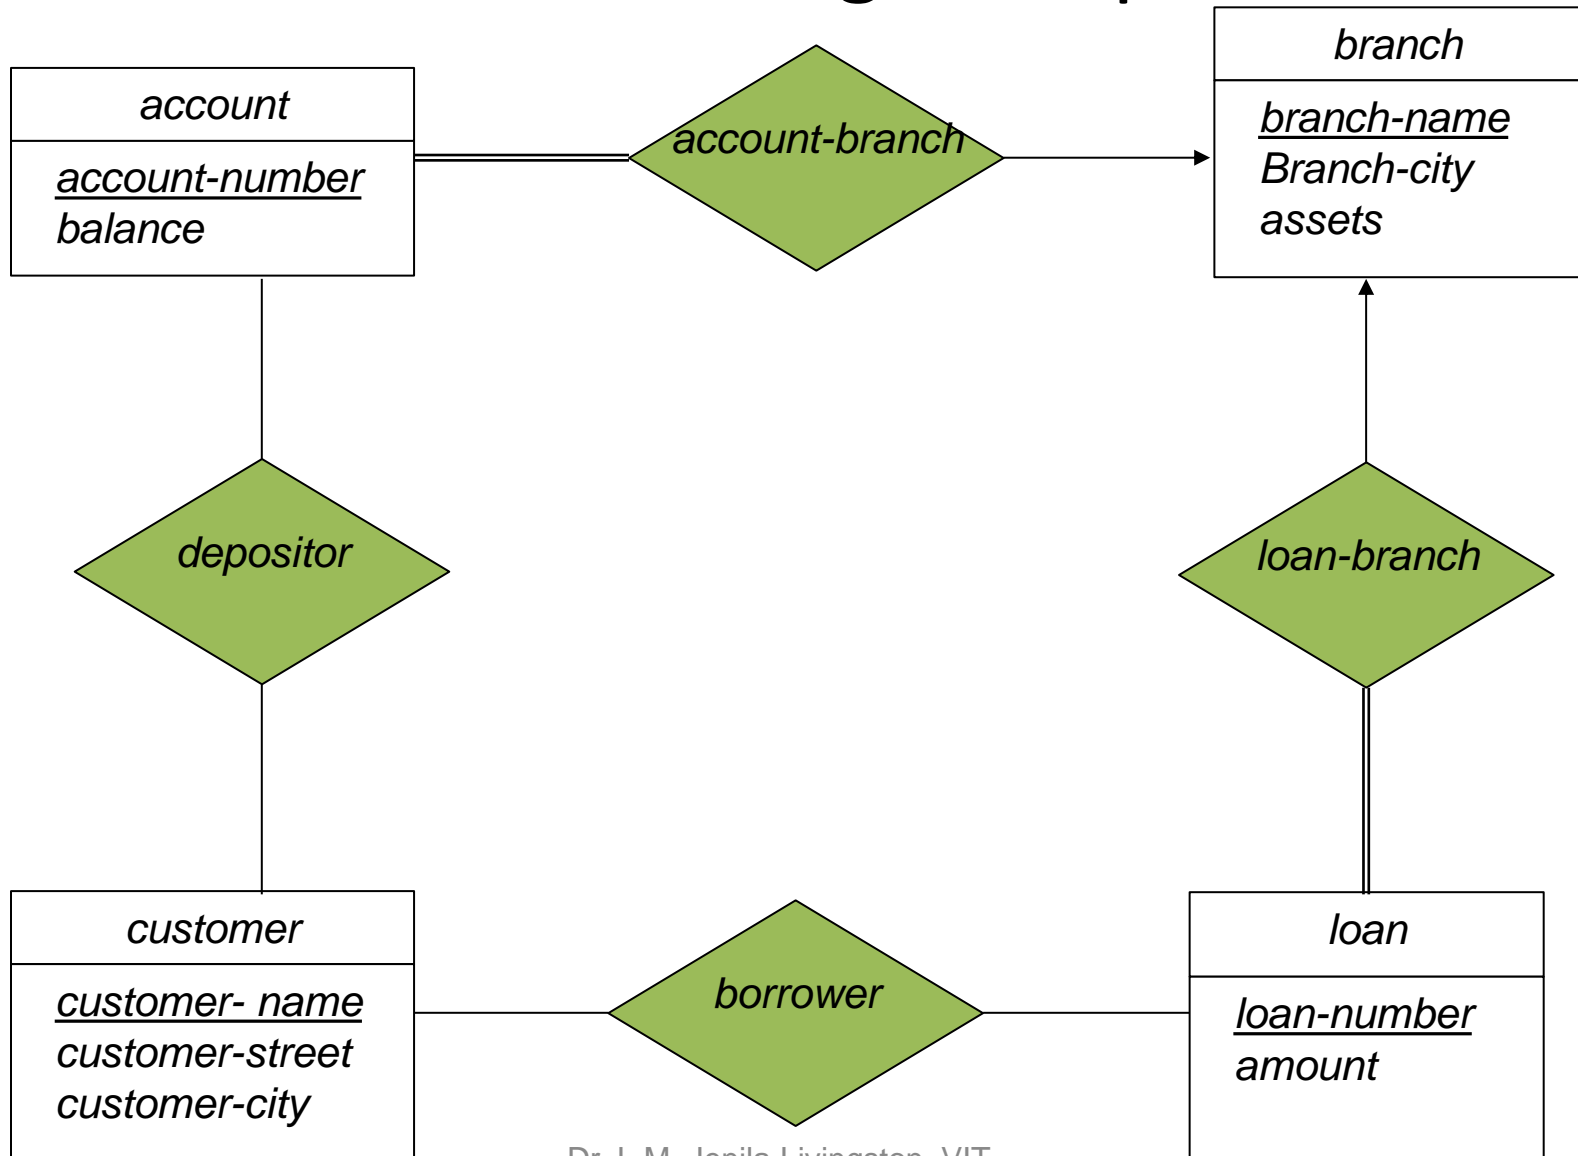 branch
account
account-branch
branch-name
Branch-city
assets
account-number
balance
depositor
loan-branch
customer
loan
borrower
customer- name
customer-street
customer-city
loan-number
amount